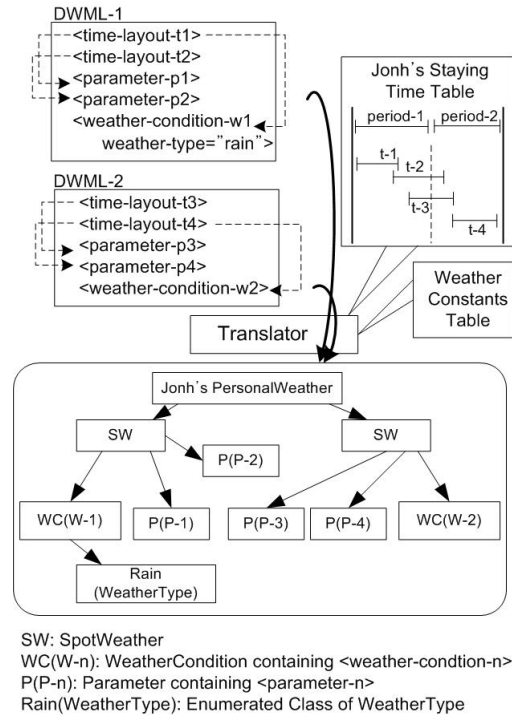 DWML-1
<time-layout-t1>
<time-layout-t2>
<parameter-p1>
<parameter-p2>
<weather-condition-w1
weather-type="rain">
DWML-2
<time-layout-t3>
<time-layout-t4>
<parameter-p3>
<parameter-p4>
<weather-condition-w2>
Jonh's Staying
Time Table
period-1 period-2
t-1
t-2
t-3
t-4
Weather
Constants
Table
Translator
Jonh's PersonalWeather
SW SW
P(P-2)
WC(W-1) P(P-1) P(P-3) P(P-4) WC(W-2)
Rain
(WeatherType)
SW: SpotWeather
WC(W-n): WeatherCondition containing <weather-condtion-n>
P(P-n): Parameter containing <parameter-n>
Rain(WeatherType): Enumerated Class of WeatherType